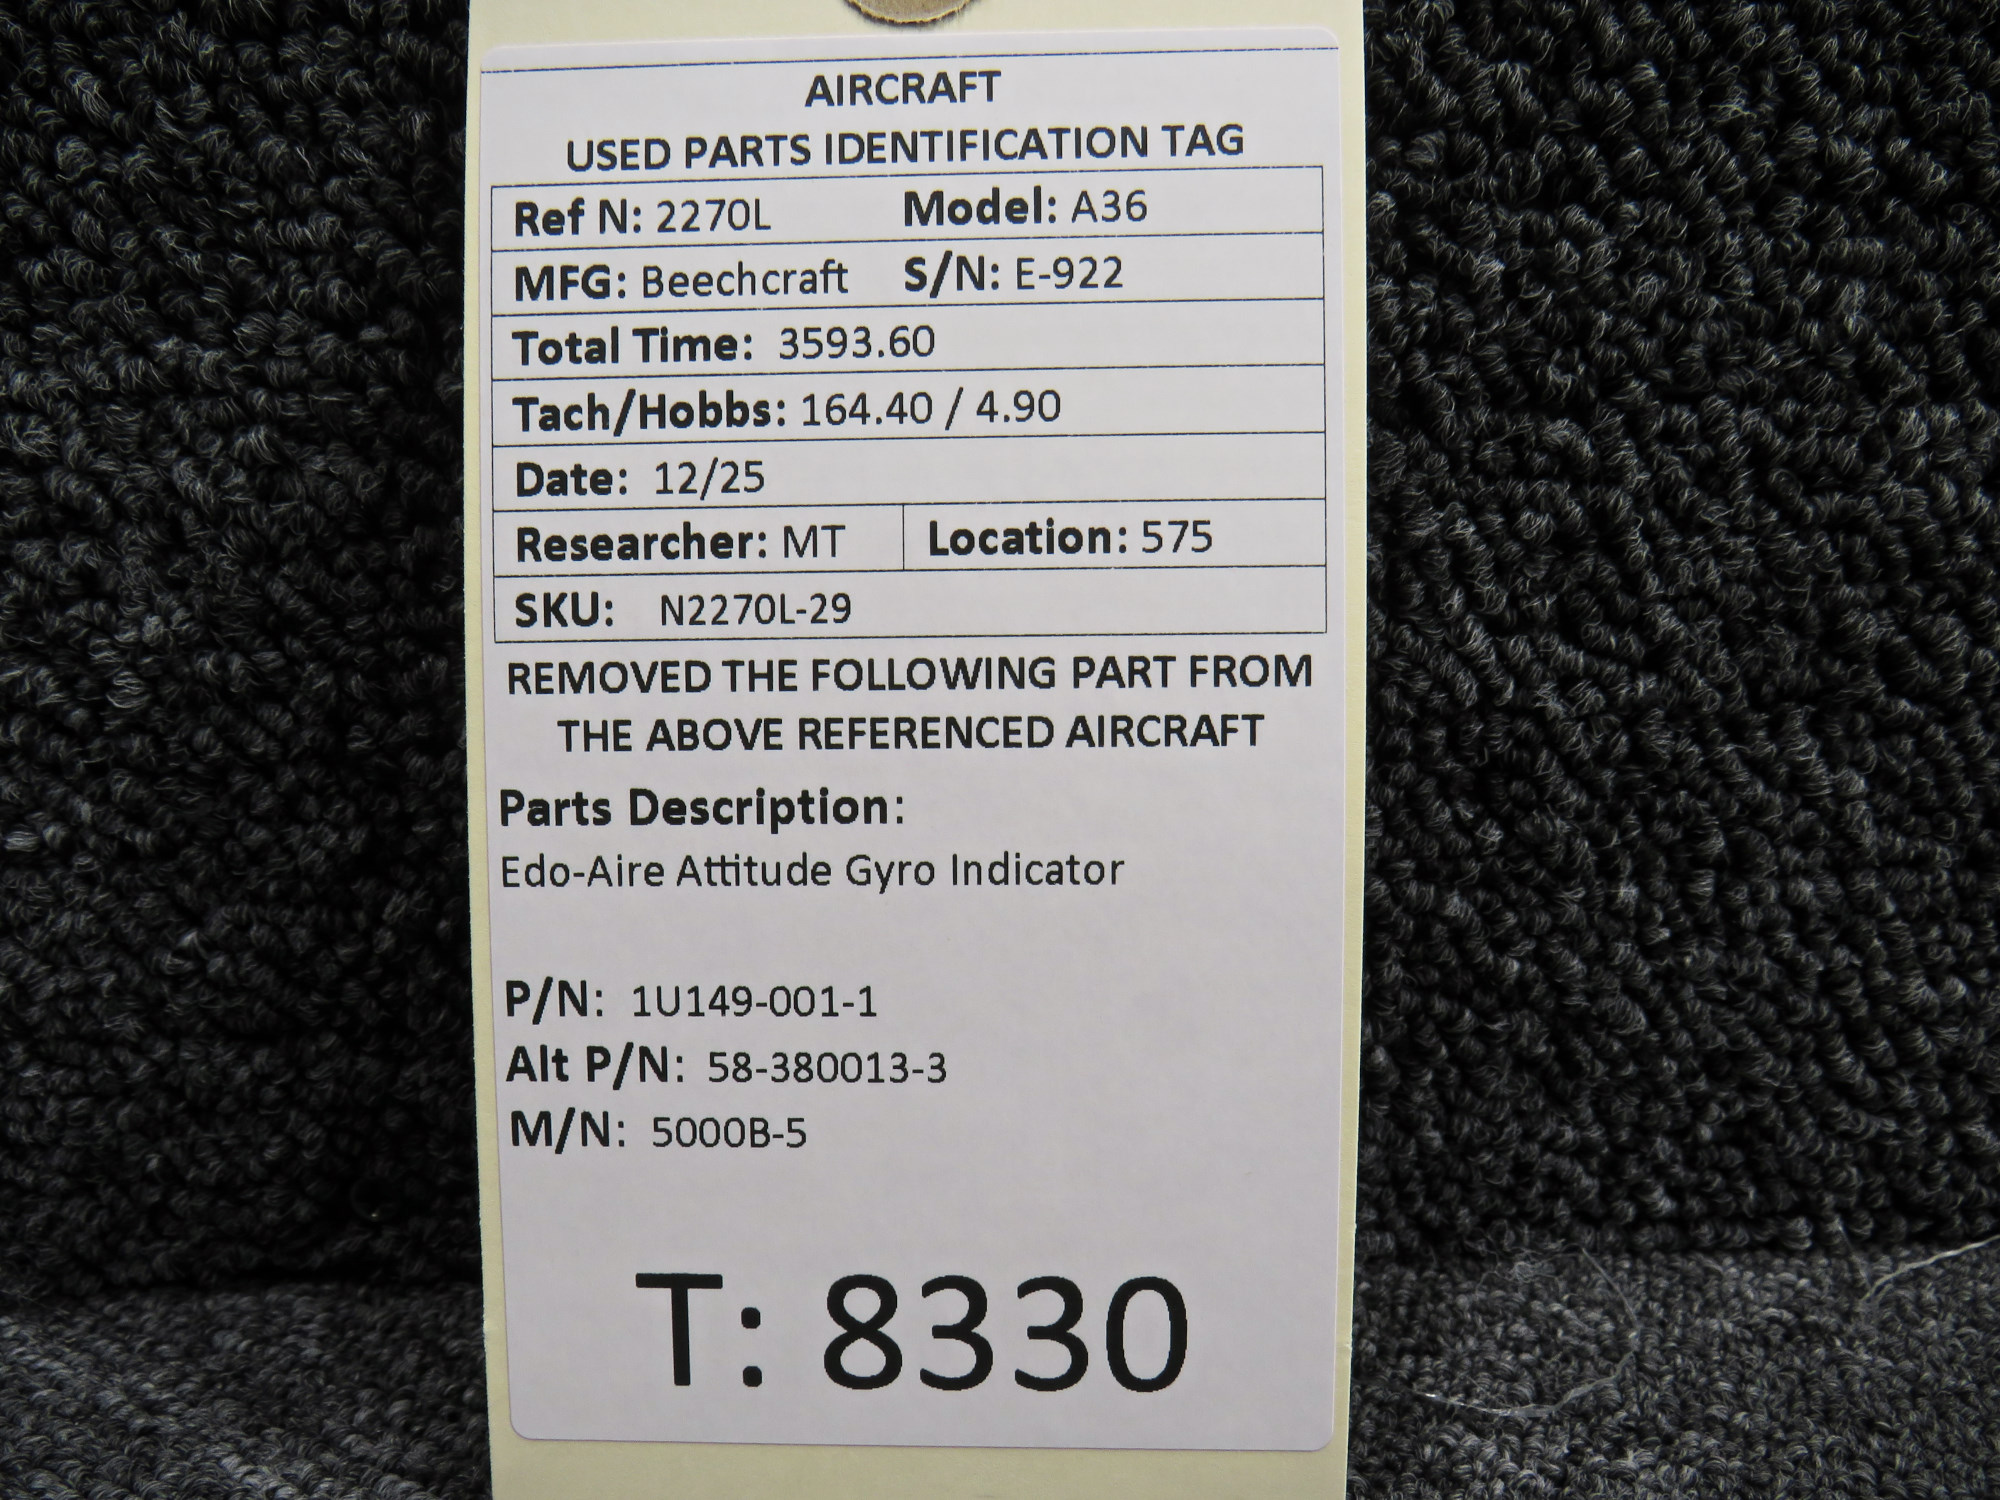 AIRCRAFT
USED PARTS IDENTIFICATION TAG
Ref N: 2270L Model: A36
MFG: Beechcraft S/N: E-922
Total Time: 3593.60
Tach/Hobbs: 164.40 / 4.90
Date: 12/25
Researcher: MT Location: 575
SKU: N2270L-29
REMOVED THE FOLLOWING PART FROM
THE ABOVE REFERENCED AIRCRAFT
Parts Description:
Edo-Aire Attitude Gyro Indicator
P/N: 1U149-001-1
Alt P/N: 58-380013-3
M/N: 5000B-5
T: 8330